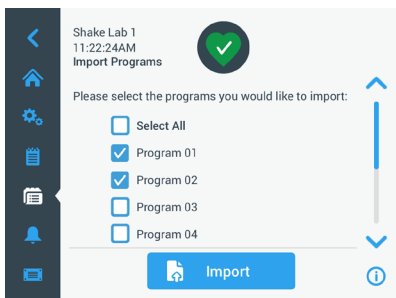 Shake Lab 1
11:22:24AM
Import Programs
Please select the programs you would like to import:
Select All
Program 01
Program 02
Program 03
Program 04
Import